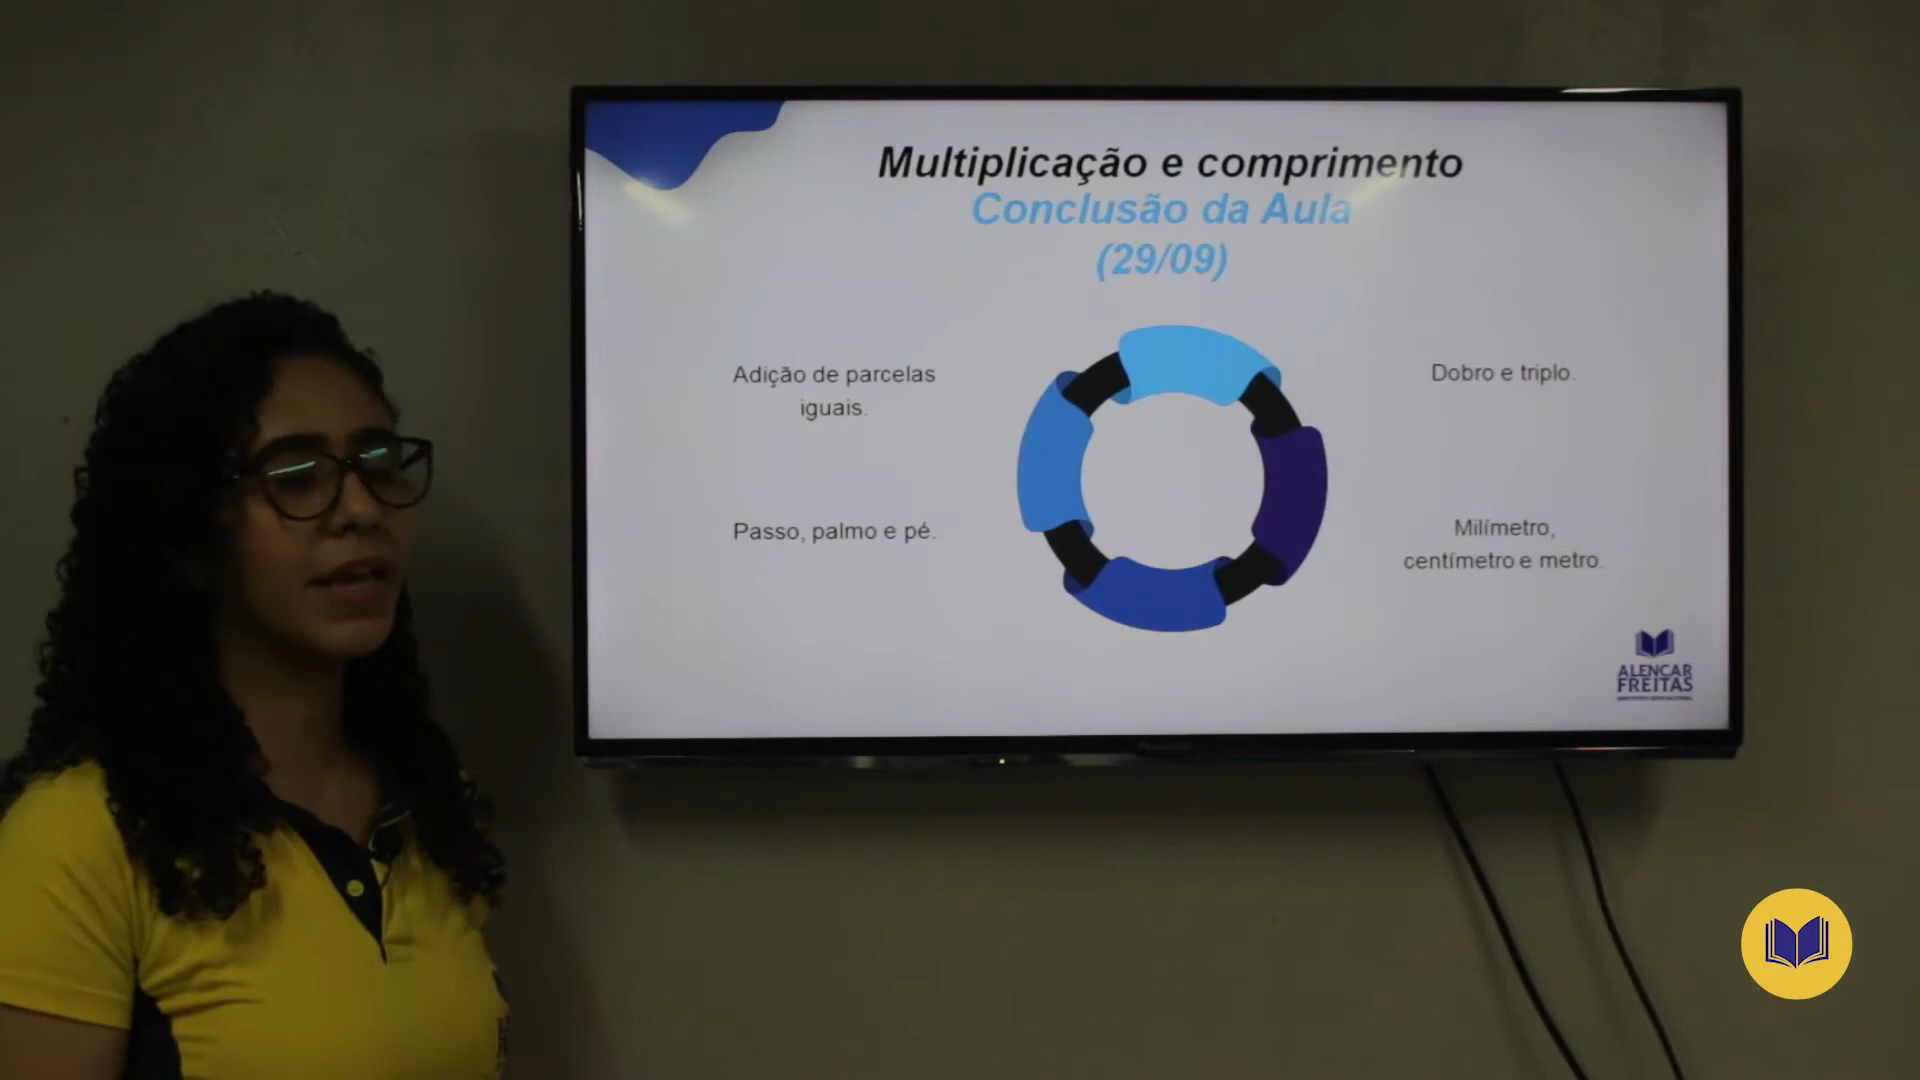 Multiplicação e comprimento
Conclusão da Aula
(29/09)
Adição de parcelas
iguais.
Dobro e triplo.
Passo, palmo e pé.
Milímetro,
centímetro e metro.
ALENCAR
FREITAS